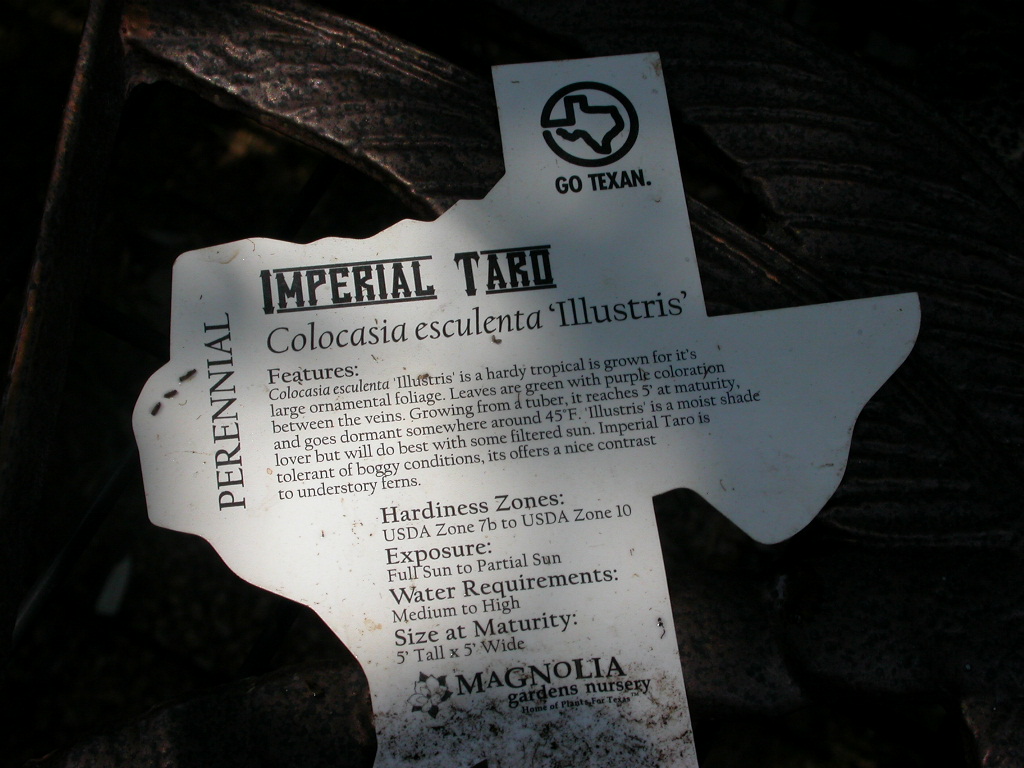 GO TEXAN.
IMPERIAL TARO
Colocasia esculenta 'Illustris'
PERENNIAL
Features:
Colocasia esculenta 'Illustris' is a hardy tropical is grown for it's
large ornamental foliage. Leaves are green with purple coloration
between the veins. Growing from a tuber, it reaches 5' at maturity,
and goes dormant somewhere around 45°F. 'Illustris' is a moist shade
lover but will do best with some filtered sun. Imperial Taro is
tolerant of boggy conditions, its offers a nice contrast
to understory ferns.
Hardiness Zones:
USDA Zone 7b to USDA Zone 10
Exposure:
Full Sun to Partial Sun
Water Requirements:
Medium to High
Size at Maturity:
5' Tall x 5' Wide
MAGNOLIA
gardens nursery
Home of Plants For Texas™